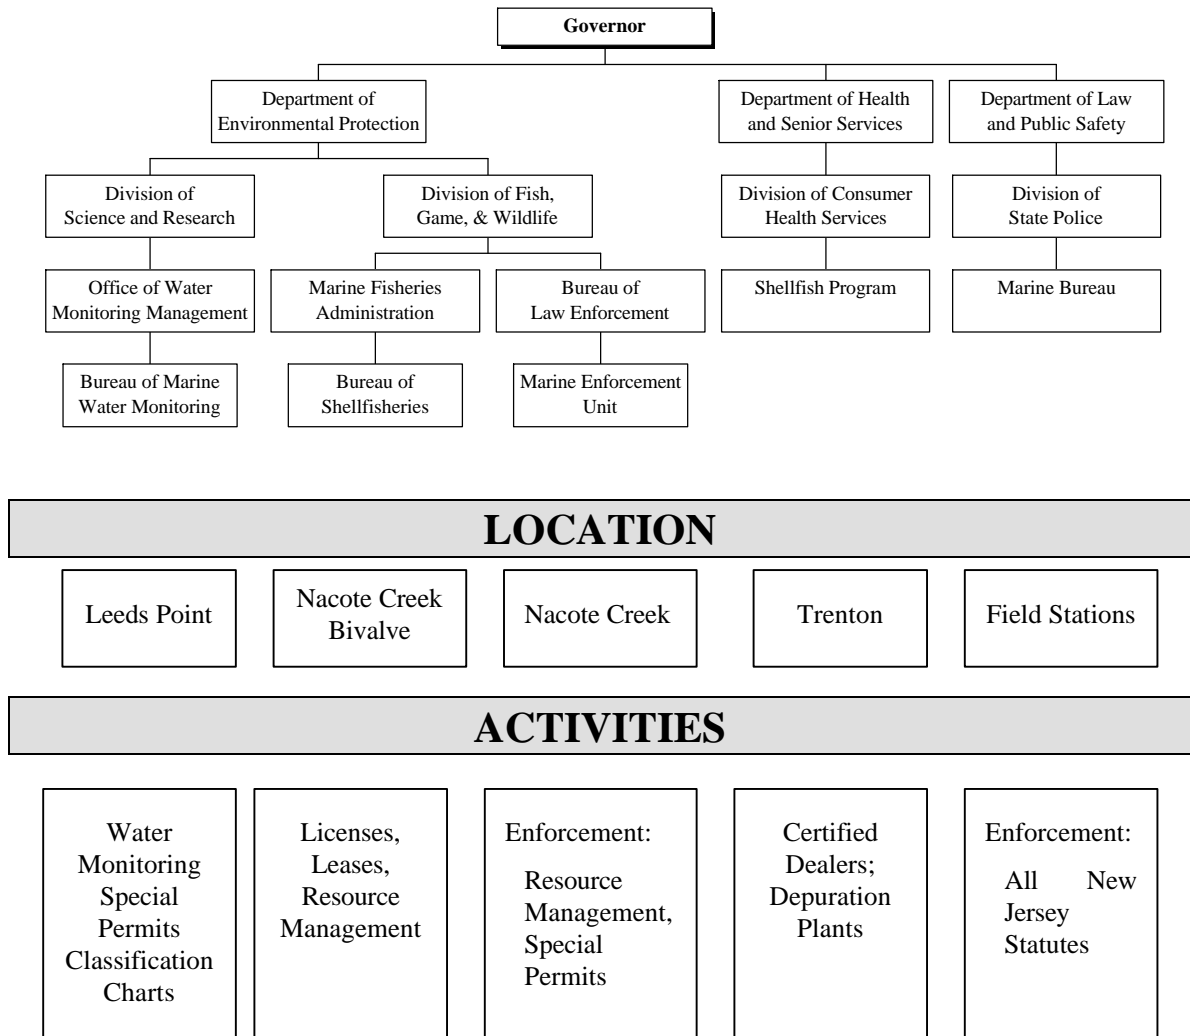 Governor
Department of
Environmental Protection
Department of Health
and Senior Services
Department of Law
and Public Safety
Division of
Science and Research
Division of Fish,
Game, & Wildlife
Division of Consumer
Health Services
Division of
State Police
Office of Water
Monitoring Management
Marine Fisheries
Administration
Bureau of
Law Enforcement
Shellfish Program
Marine Bureau
Bureau of Marine
Water Monitoring
Bureau of
Shellfisheries
Marine Enforcement
Unit
LOCATION
Leeds Point
Nacote Creek
Bivalve
Nacote Creek
Trenton
Field Stations
ACTIVITIES
Water
Monitoring
Special
Permits
Classification
Charts
Licenses,
Leases,
Resource
Management
Enforcement:
Resource
Management,
Special
Permits
Certified
Dealers;
Depuration
Plants
Enforcement:
All New
Jersey
Statutes